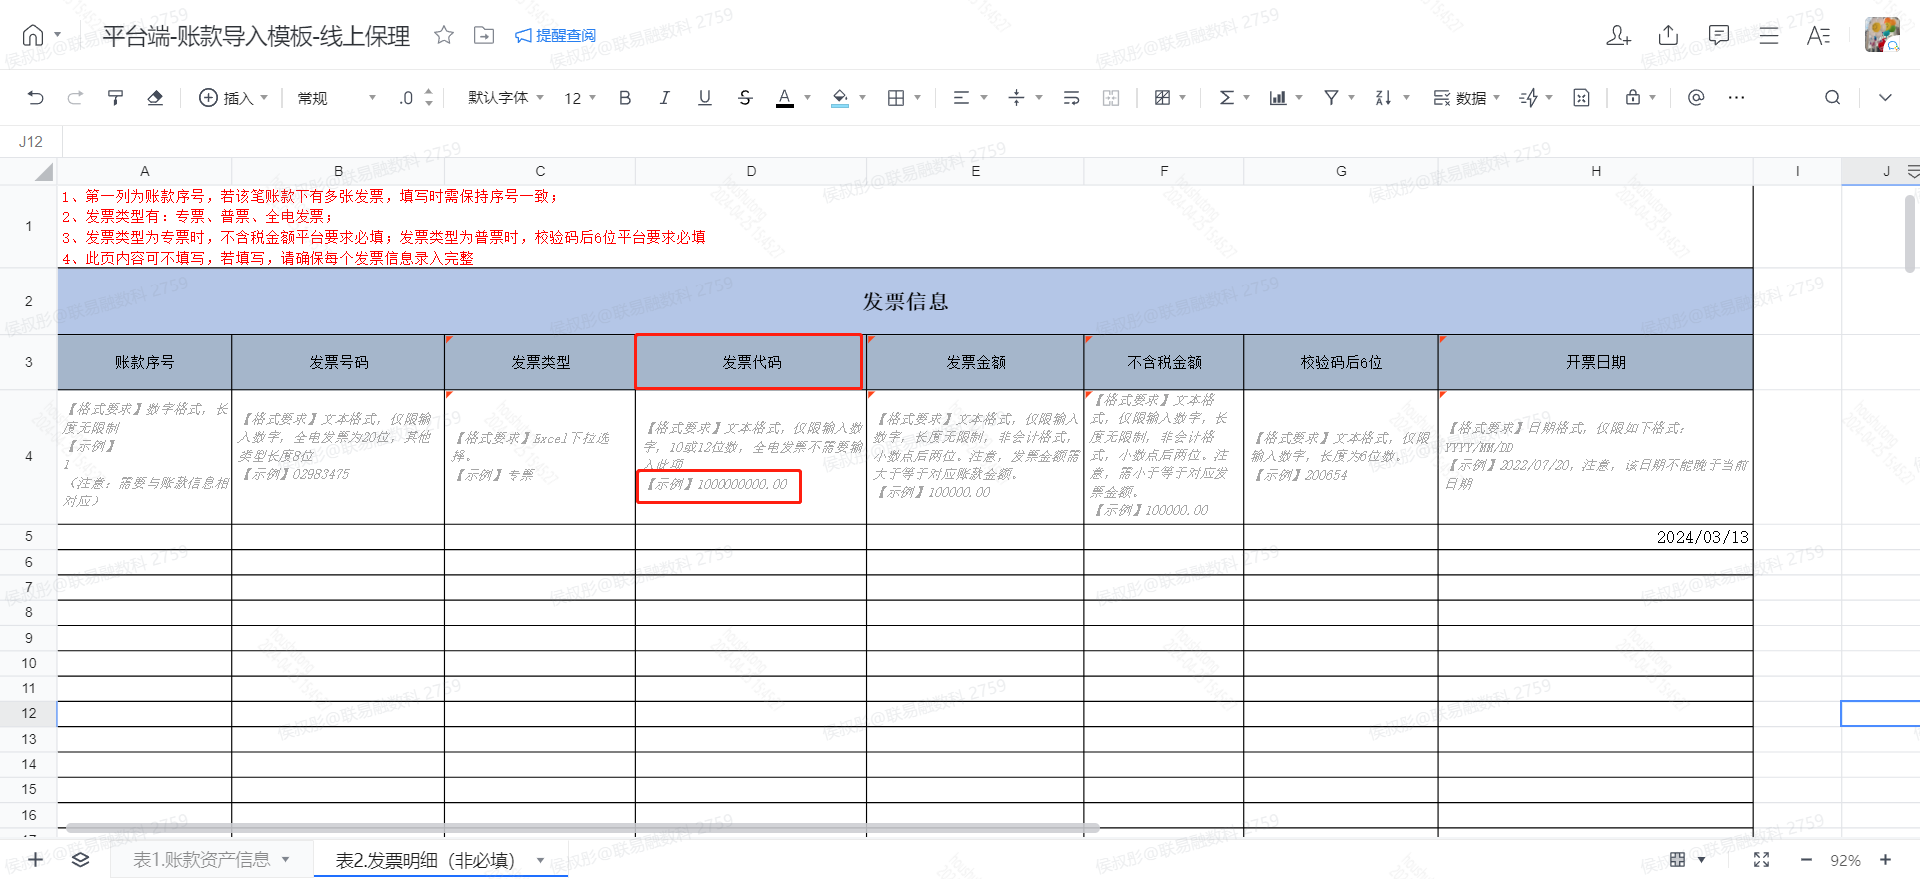 平台端-账款导入模板-线上保理
提醒查阅
插入
常规
.0
默认字体
12
B
I
U
S
A
数据
J12
A B C D E F G H I J
1
1、第一列为账款序号，若该笔账款下有多张发票，填写时需保持序号一致；
2、发票类型有：专票、普票、全电发票；
3、发票类型为专票时，不含税金额平台要求必填；发票类型为普票时，校验码后6位平台要求必填
4、此页内容可不填写，若填写，请确保每个发票信息录入完整
2
发票信息
3
账款序号
发票号码
发票类型
发票代码
发票金额
不含税金额
校验码后6位
开票日期
4
【格式要求】数字格式，长
度无限制
【示例】
1
（注意：需要与账款信息相
对应）
【格式要求】文本格式，仅限输
入数字，全电发票为20位，其他
类型长度8位
【示例】02983475
【格式要求】Excel下拉选
择。
【示例】专票
【格式要求】文本格式，仅限输入数
字，10或12位数，全电发票不需要输
入此项
【示例】1000000000.00
【格式要求】文本格式，仅限输入
数字，长度无限制，非会计格式，
小数点后两位。注意，发票金额需
大于等于对应账款金额。
【示例】100000.00
【格式要求】文本格
式，仅限输入数字，长
度无限制，非会计格
式，小数点后两位。注
意，需小于等于对应发
票金额。
【示例】100000.00
【格式要求】文本格式，仅限
输入数字，长度为6位数。
【示例】200654
【格式要求】日期格式，仅限如下格式：
YYYY/MM/DD
【示例】2022/07/20，注意，该日期不能晚于当前
日期
5
2024/03/13
6
7
8
9
10
11
12
13
14
15
16
17
表1.账款资产信息
表2.发票明细（非必填）
92%
侯叔彤@联易融数科 2759